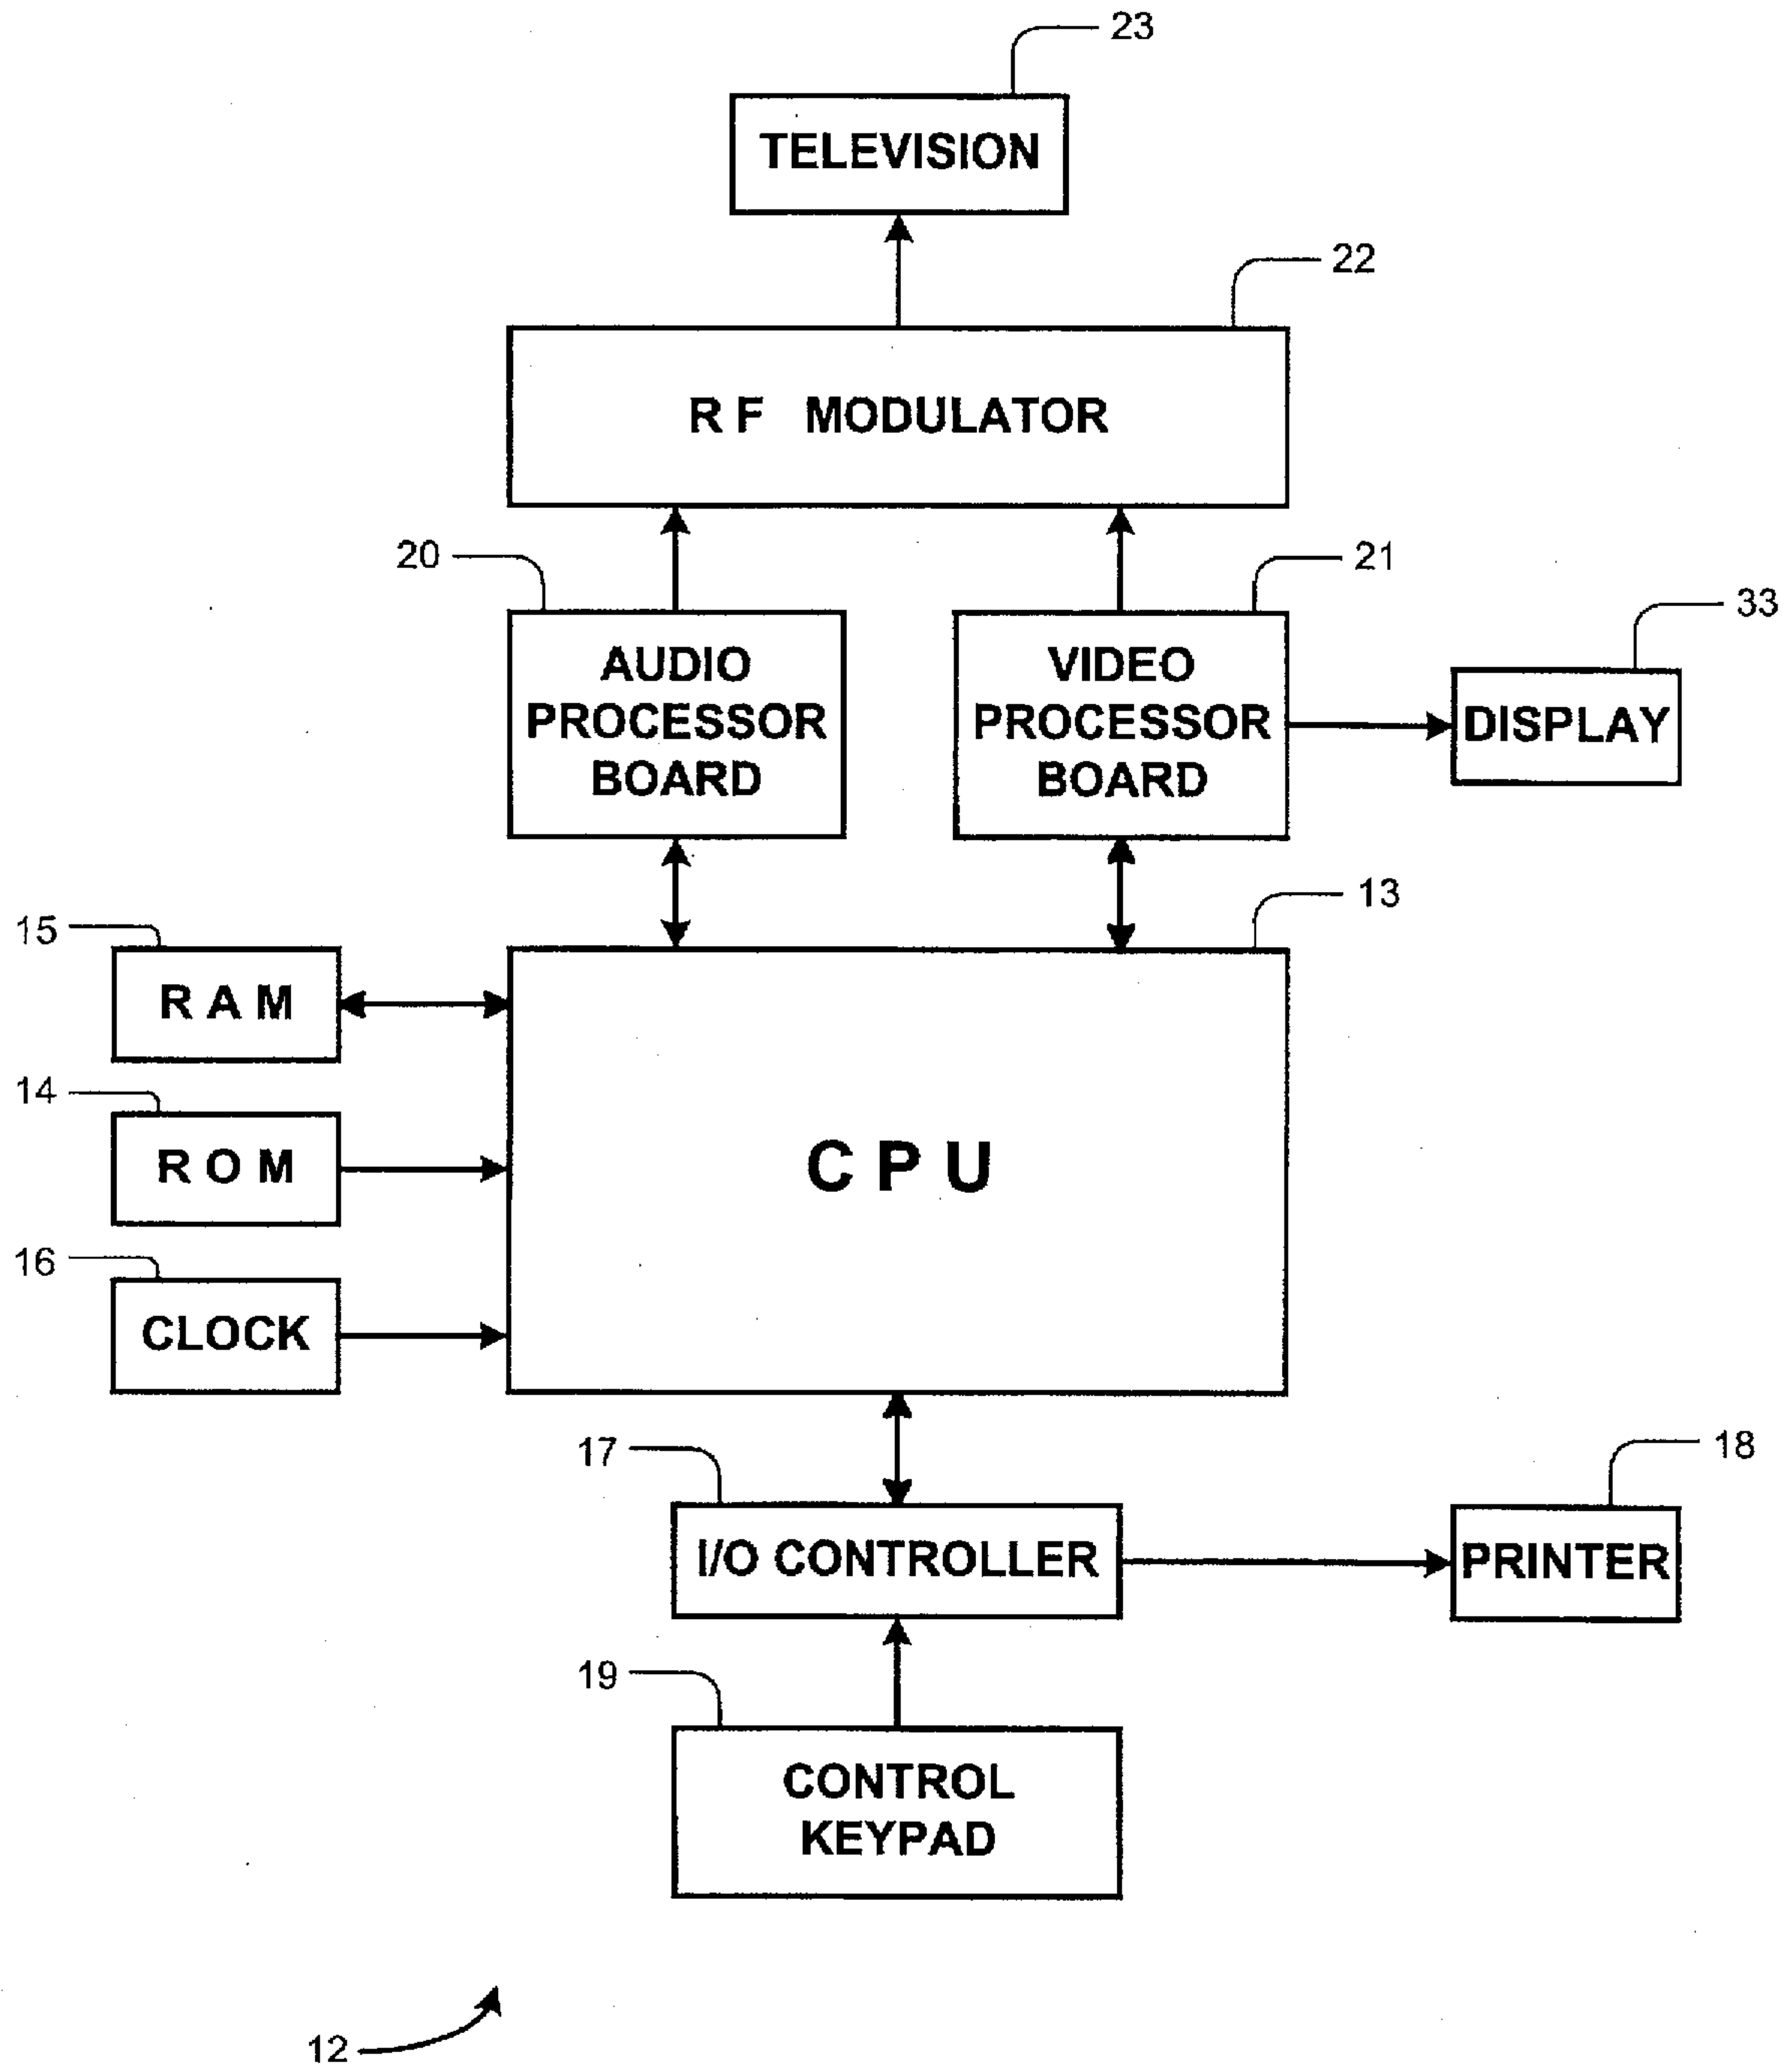 23
TELEVISION
22
R F MODULATOR
20
21
33
AUDIO
PROCESSOR
BOARD
VIDEO
PROCESSOR
BOARD
DISPLAY
13
15
R A M
14
R O M
C P U
16
CLOCK
17
18
I/O CONTROLLER
PRINTER
19
CONTROL
KEYPAD
12